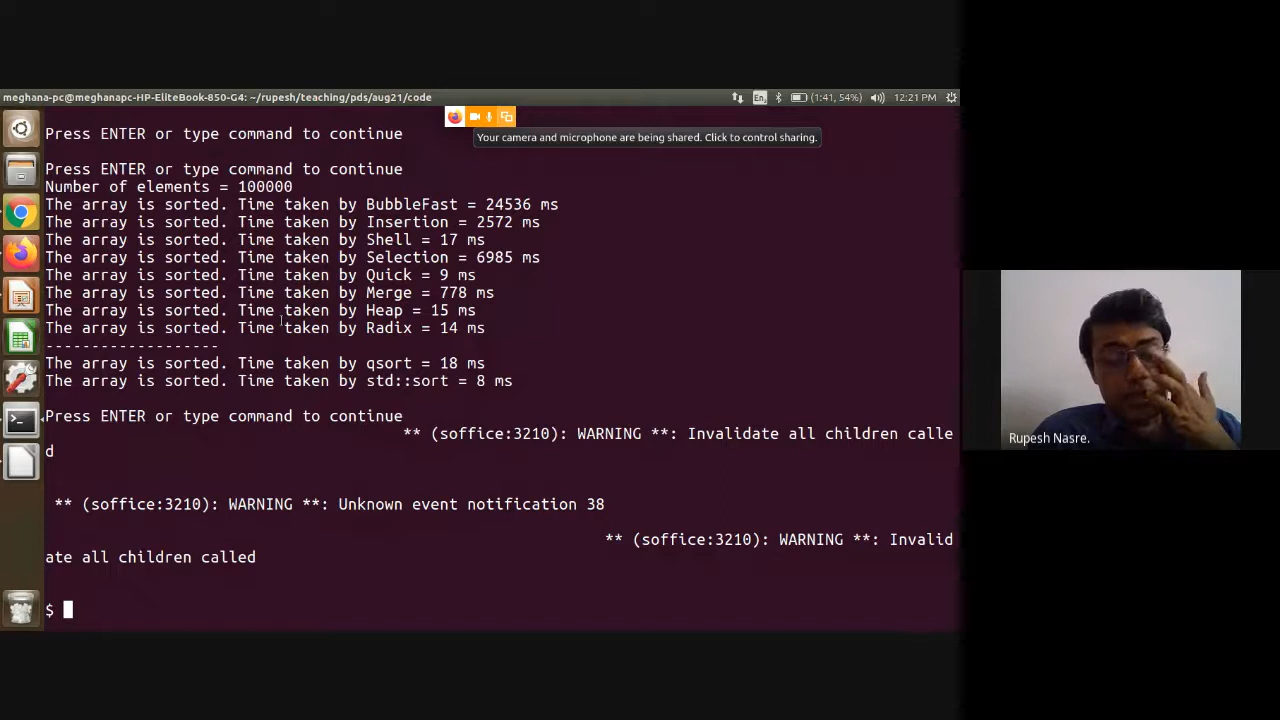 meghana-pc@meghanapc-HP-EliteBook-850-G4: ~/rupesh/teaching/pds/aug21/code
En
(1:41, 54%)
12:21 PM
Press ENTER or type command to continue
Your camera and microphone are being shared. Click to control sharing.
Press ENTER or type command to continue
Number of elements = 100000
The array is sorted. Time taken by BubbleFast = 24536 ms
The array is sorted. Time taken by Insertion = 2572 ms
The array is sorted. Time taken by Shell = 17 ms
The array is sorted. Time taken by Selection = 6985 ms
The array is sorted. Time taken by Quick = 9 ms
The array is sorted. Time taken by Merge = 778 ms
The array is sorted. Time taken by Heap = 15 ms
The array is sorted. Time taken by Radix = 14 ms
-------------------
The array is sorted. Time taken by qsort = 18 ms
The array is sorted. Time taken by std::sort = 8 ms
Press ENTER or type command to continue
** (soffice:3210): WARNING **: Invalidate all children calle
d
** (soffice:3210): WARNING **: Unknown event notification 38
** (soffice:3210): WARNING **: Invalid
ate all children called
$
Rupesh Nasre.